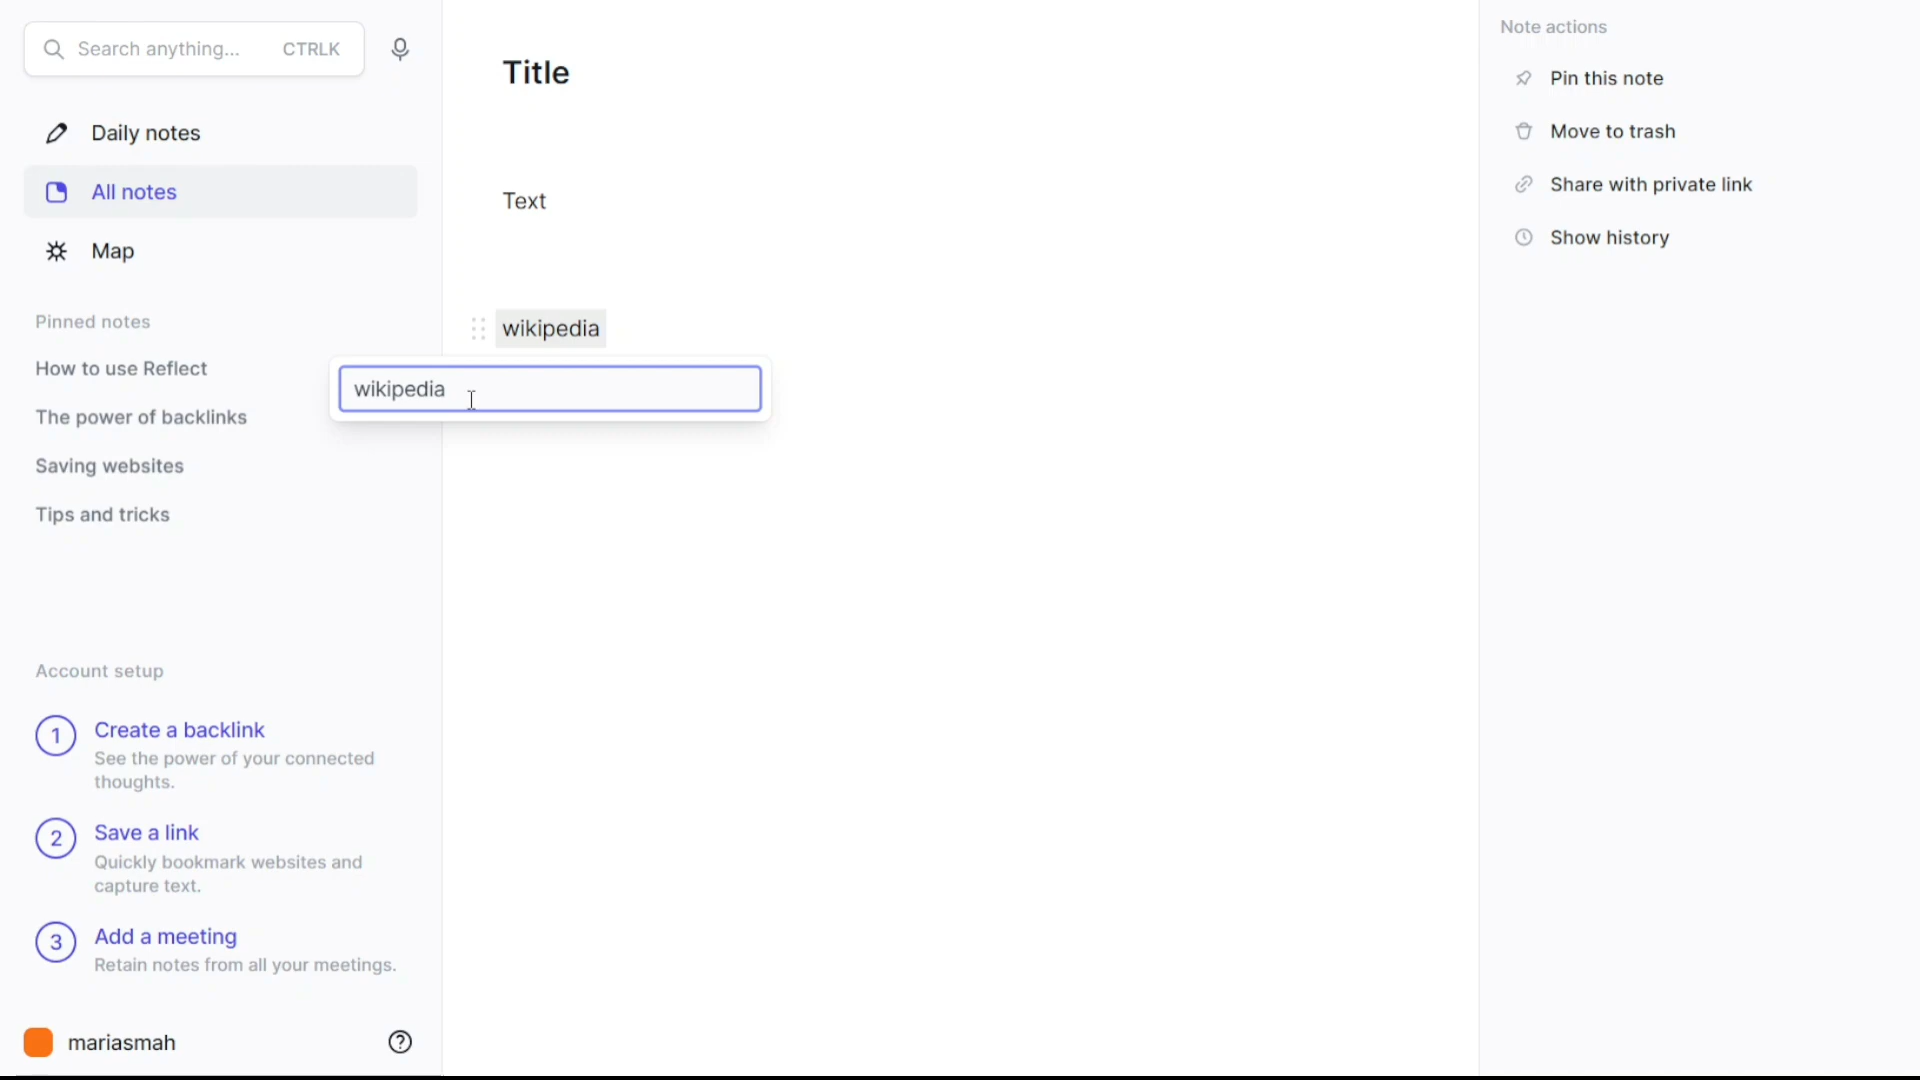 Search anything... CTRLK
Daily notes
All notes
Map
Pinned notes
How to use Reflect
The power of backlinks
Saving websites
Tips and tricks
Account setup
1 Create a backlink
See the power of your connected
thoughts.
2 Save a link
Quickly bookmark websites and
capture text.
3 Add a meeting
Retain notes from all your meetings.
mariasmah
Title
Text
wikipedia
wikipedia
Note actions
Pin this note
Move to trash
Share with private link
Show history